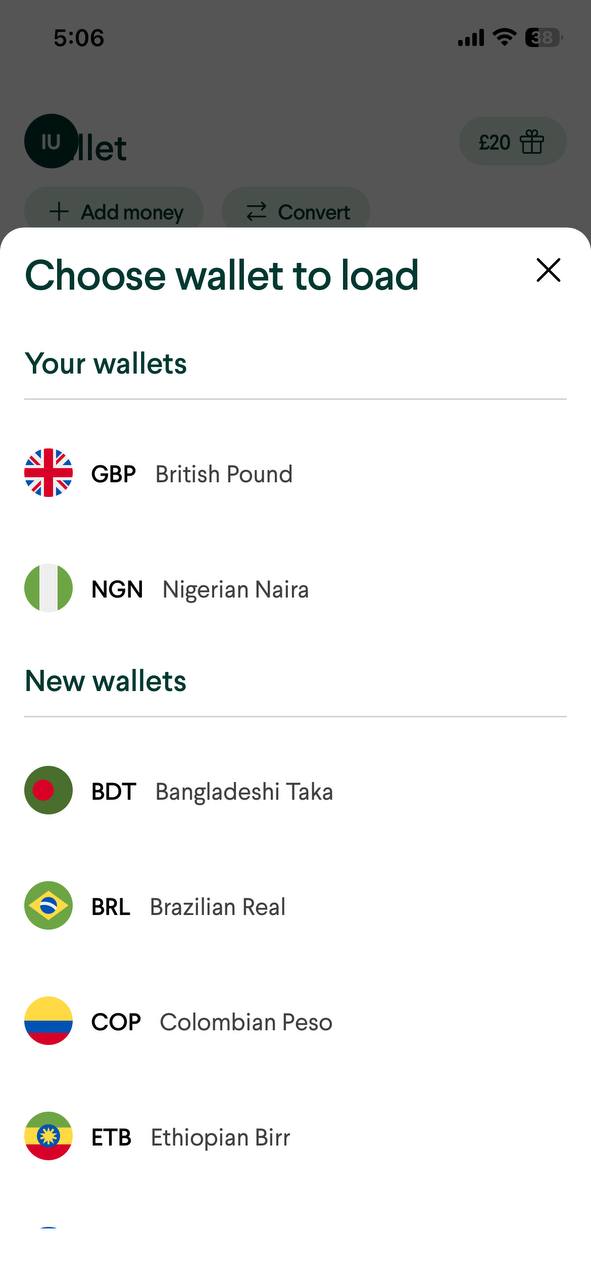 5:06
38
IU
llet
£20
Add money
Convert
Choose wallet to load
Your wallets
GBP British Pound
NGN Nigerian Naira
New wallets
BDT Bangladeshi Taka
BRL Brazilian Real
COP Colombian Peso
ETB Ethiopian Birr